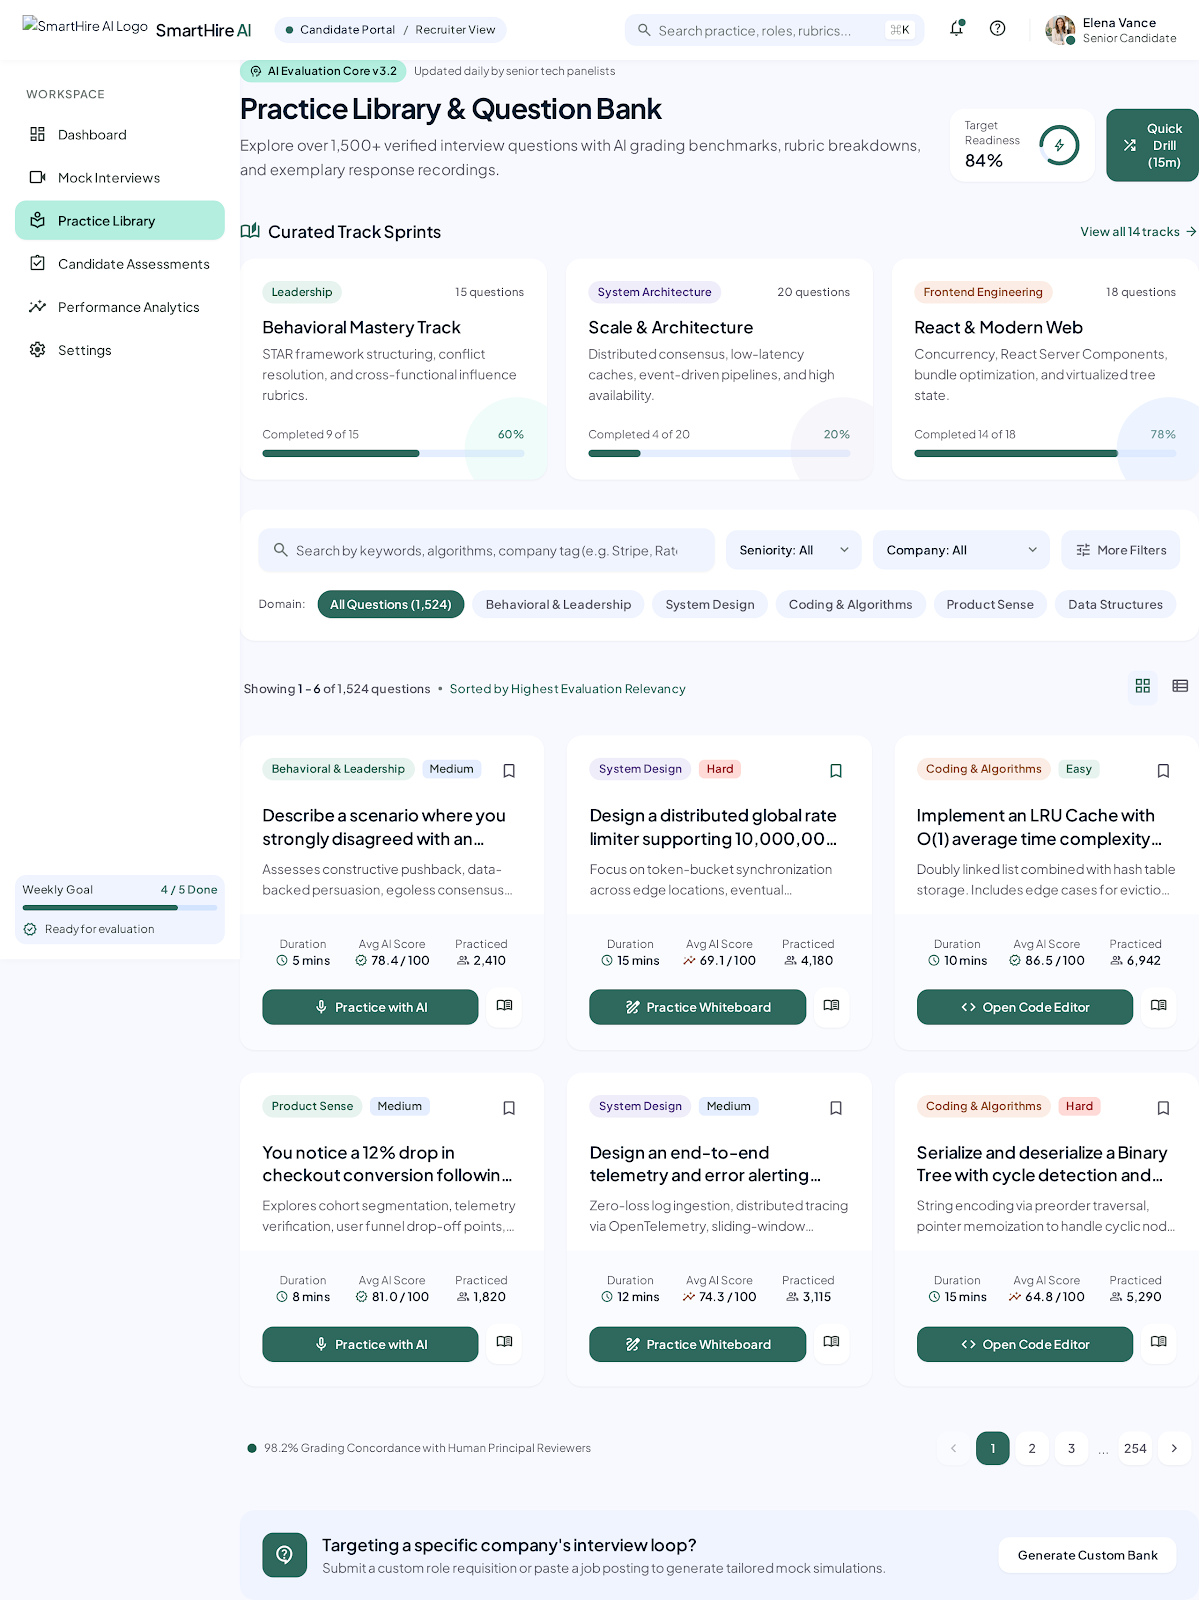 SmartHire AI Logo
SmartHire AI
Candidate Portal / Recruiter View
Search practice, roles, rubrics...
⌘K
Elena Vance
Senior Candidate
WORKSPACE
Dashboard
Mock Interviews
Practice Library
Candidate Assessments
Performance Analytics
Settings
Weekly Goal
4 / 5 Done
Ready for evaluation
AI Evaluation Core v3.2
Updated daily by senior tech panelists
Practice Library & Question Bank
Explore over 1,500+ verified interview questions with AI grading benchmarks, rubric breakdowns,
and exemplary response recordings.
Target
Readiness
84%
Quick
Drill
(15m)
Curated Track Sprints
View all 14 tracks
Leadership
15 questions
Behavioral Mastery Track
STAR framework structuring, conflict
resolution, and cross-functional influence
rubrics.
Completed 9 of 15
60%
System Architecture
20 questions
Scale & Architecture
Distributed consensus, low-latency
caches, event-driven pipelines, and high
availability.
Completed 4 of 20
20%
Frontend Engineering
18 questions
React & Modern Web
Concurrency, React Server Components,
bundle optimization, and virtualized tree
state.
Completed 14 of 18
78%
Search by keywords, algorithms, company tag (e.g. Stripe, Rate
Seniority: All
Company: All
More Filters
Domain:
All Questions (1,524)
Behavioral & Leadership
System Design
Coding & Algorithms
Product Sense
Data Structures
Showing 1 - 6 of 1,524 questions • Sorted by Highest Evaluation Relevancy
Behavioral & Leadership
Medium
Describe a scenario where you
strongly disagreed with an...
Assesses constructive pushback, data-
backed persuasion, egoless consensus...
Duration
5 mins
Avg AI Score
78.4 / 100
Practiced
2,410
Practice with AI
System Design
Hard
Design a distributed global rate
limiter supporting 10,000,00...
Focus on token-bucket synchronization
across edge locations, eventual...
Duration
15 mins
Avg AI Score
69.1 / 100
Practiced
4,180
Practice Whiteboard
Coding & Algorithms
Easy
Implement an LRU Cache with
O(1) average time complexity...
Doubly linked list combined with hash table
storage. Includes edge cases for evictio...
Duration
10 mins
Avg AI Score
86.5 / 100
Practiced
6,942
Open Code Editor
Product Sense
Medium
You notice a 12% drop in
checkout conversion followin...
Explores cohort segmentation, telemetry
verification, user funnel drop-off points,...
Duration
8 mins
Avg AI Score
81.0 / 100
Practiced
1,820
Practice with AI
System Design
Medium
Design an end-to-end
telemetry and error alerting...
Zero-loss log ingestion, distributed tracing
via OpenTelemetry, sliding-window...
Duration
12 mins
Avg AI Score
74.3 / 100
Practiced
3,115
Practice Whiteboard
Coding & Algorithms
Hard
Serialize and deserialize a Binary
Tree with cycle detection and...
String encoding via preorder traversal,
pointer memoization to handle cyclic nod...
Duration
15 mins
Avg AI Score
64.8 / 100
Practiced
5,290
Open Code Editor
98.2% Grading Concordance with Human Principal Reviewers
1
2
3
...
254
Targeting a specific company's interview loop?
Submit a custom role requisition or paste a job posting to generate tailored mock simulations.
Generate Custom Bank